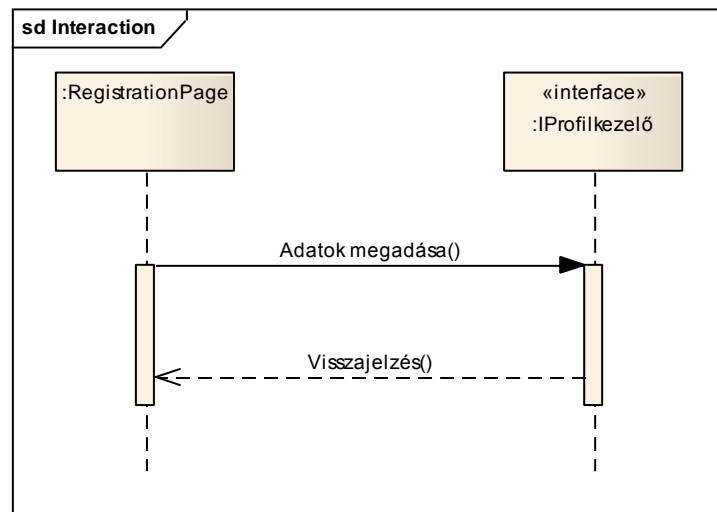 sd Interaction
:RegistrationPage
«interface»
:IProfilkezelő
Adatok megadása()
Visszajelzés()